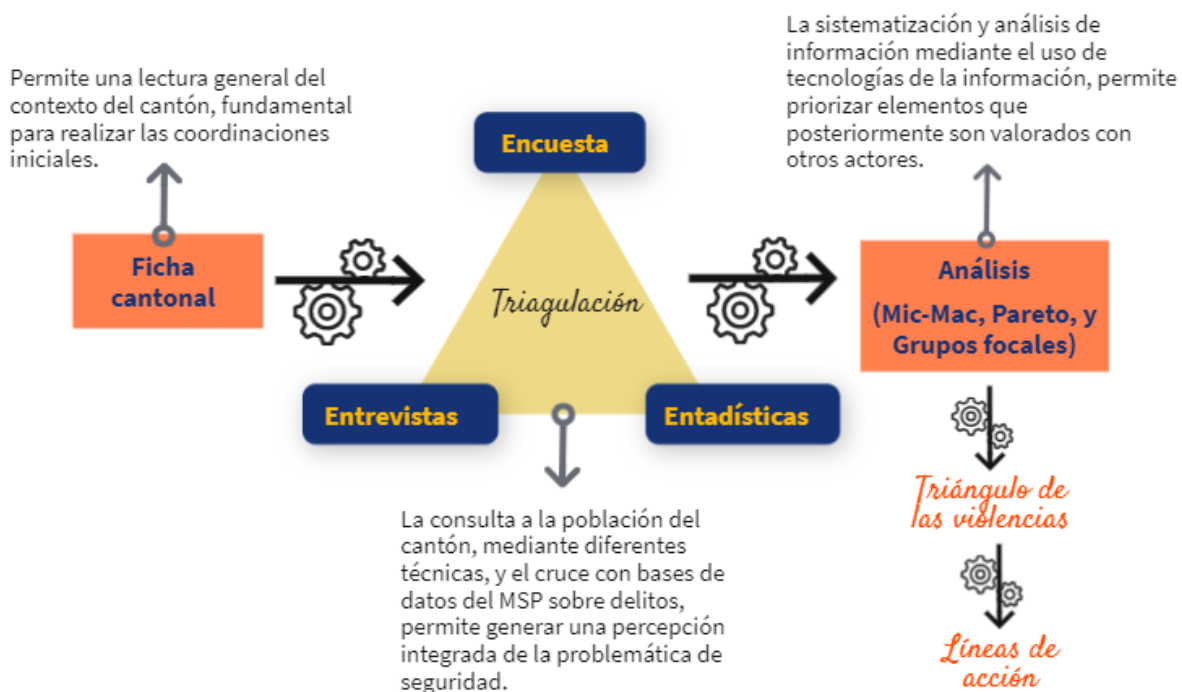 Permite una lectura general del
contexto del cantón, fundamental
para realizar las coordinaciones
iniciales.
Ficha
cantonal
Encuesta
Triagulación
Entrevistas
Entadísticas
La consulta a la población del
cantón, mediante diferentes
técnicas, y el cruce con bases de
datos del MSP sobre delitos,
permite generar una percepción
integrada de la problemática de
seguridad.
La sistematización y análisis de
información mediante el uso de
tecnologías de la información, permite
priorizar elementos que
posteriormente son valorados con
otros actores.
Análisis
(Mic-Mac, Pareto, y
Grupos focales)
Triángulo de
las violencias
Líneas de
acción